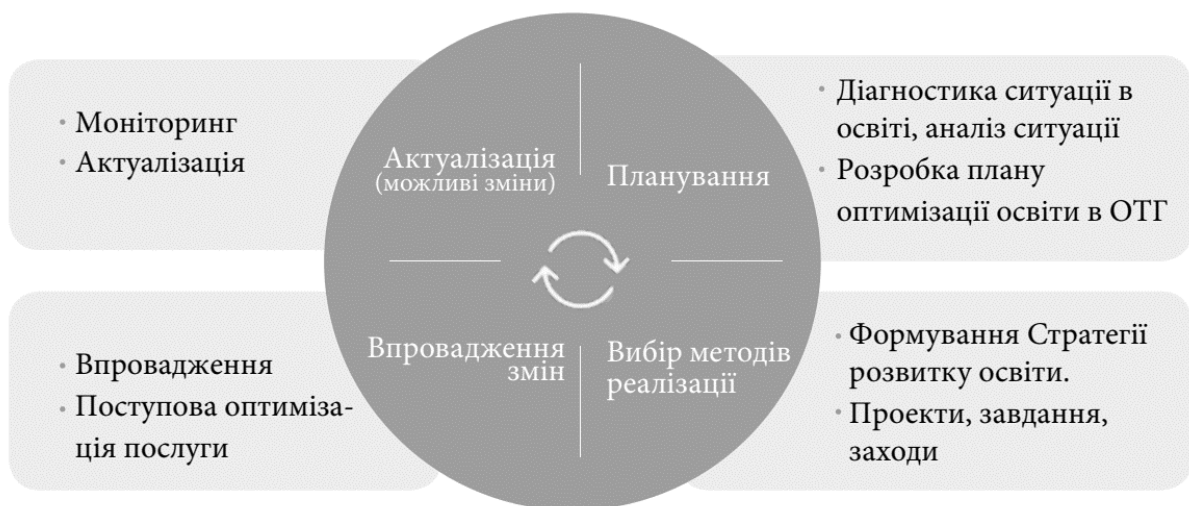 • Моніторинг
• Актуалізація
Актуалізація
(можливі зміни)
Планування
• Діагностика ситуації в
освіті, аналіз ситуації
• Розробка плану
оптимізації освіти в ОТГ
• Впровадження
• Поступова оптиміза-
ція послуги
Впровадження
змін
Вибір методів
реалізації
• Формування Стратегії
розвитку освіти.
• Проекти, завдання,
заходи